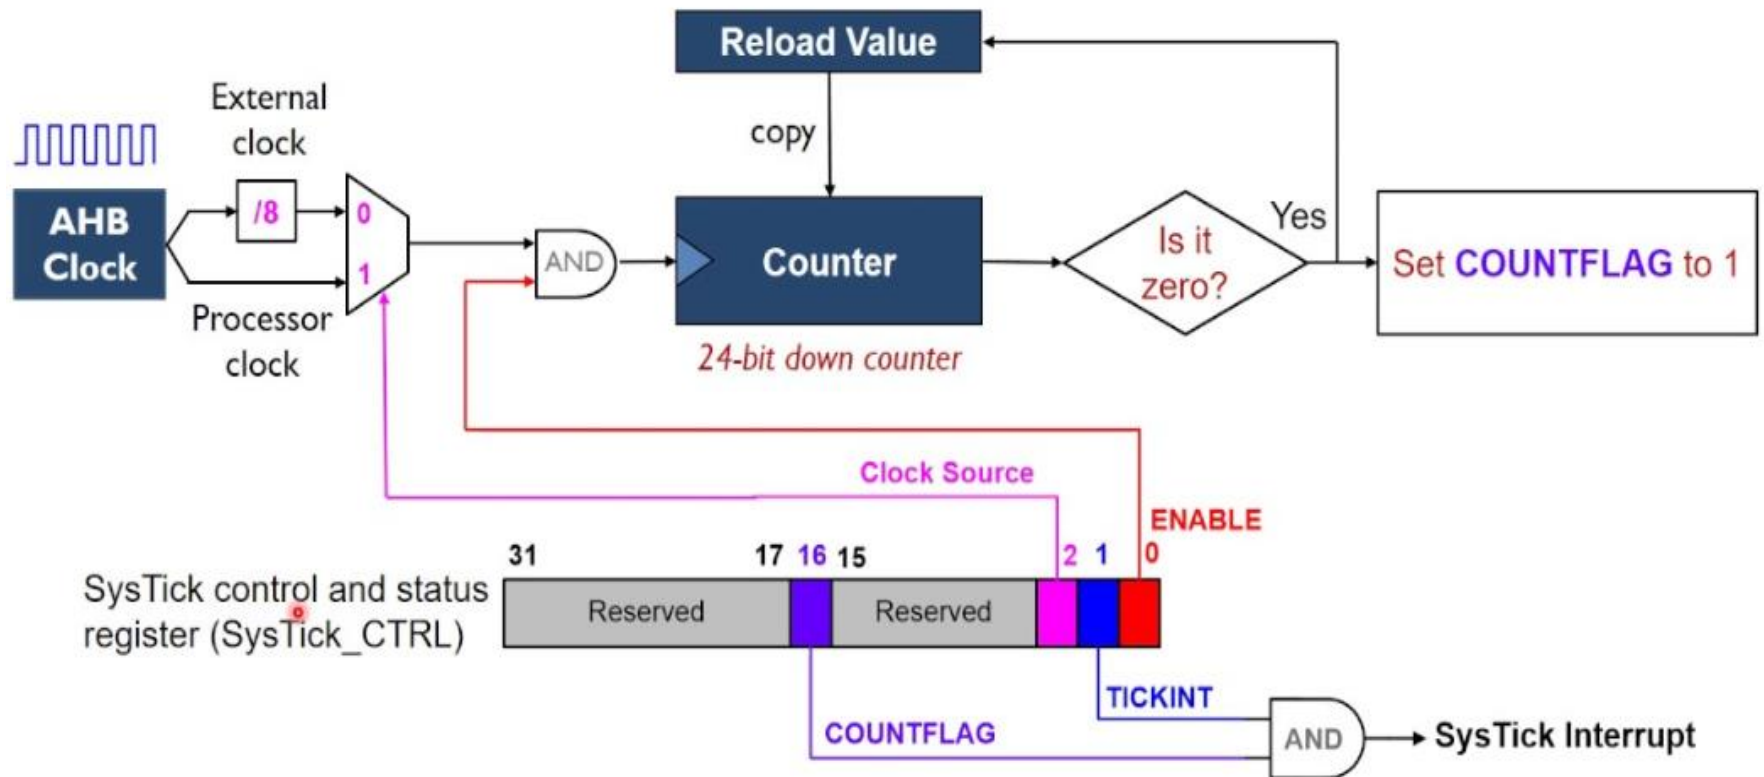 Reload Value
External
clock
copy
AHB
Clock
/8
0
1
Processor
clock
AND
Counter
24-bit down counter
Is it
zero?
Yes
Set COUNTFLAG to 1
Clock Source
ENABLE
31 17 16 15 2 1 0
SysTick control and status
register (SysTick_CTRL)
Reserved
Reserved
TICKINT
COUNTFLAG
AND
SysTick Interrupt